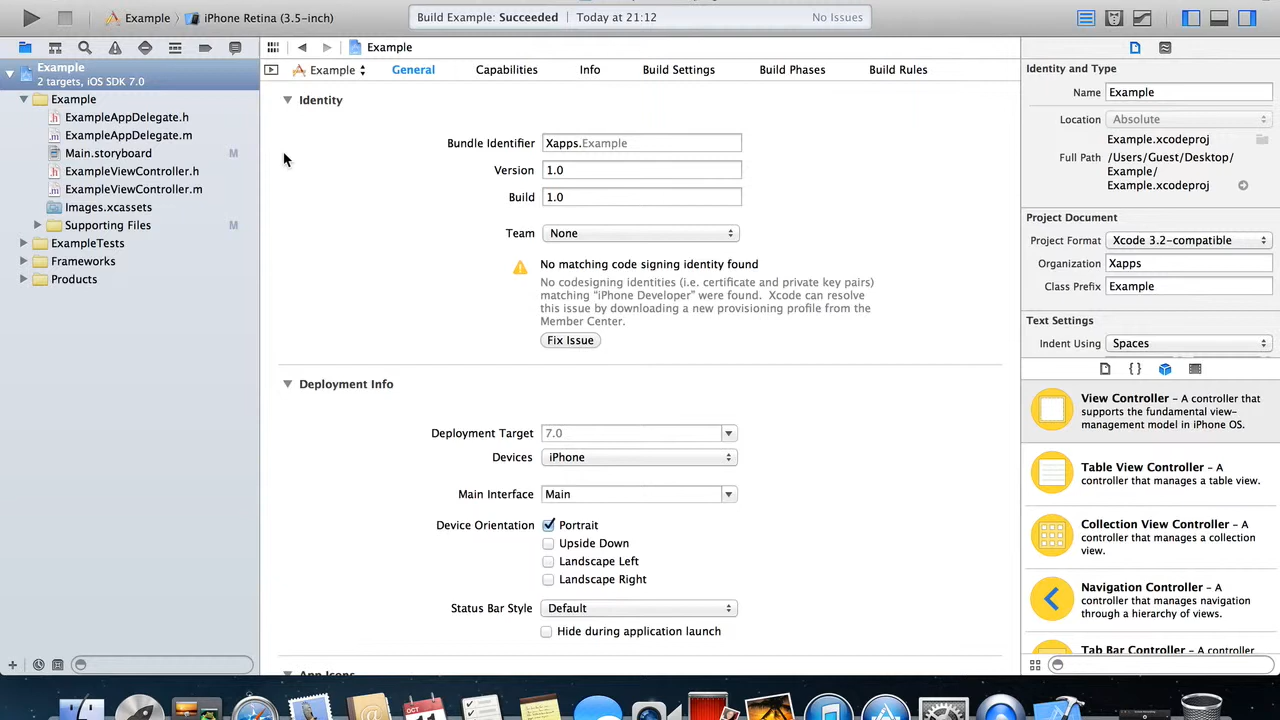 Example
iPhone Retina (3.5-inch)
Build Example: Succeeded
Today at 21:12
No Issues
Example
2 targets, iOS SDK 7.0
Example
ExampleAppDelegate.h
ExampleAppDelegate.m
Main.storyboard
M
ExampleViewController.h
ExampleViewController.m
Images.xcassets
Supporting Files
M
ExampleTests
Frameworks
Products
Example
Example
General
Capabilities
Info
Build Settings
Build Phases
Build Rules
Identity
Bundle Identifier
Xapps.Example
Version
1.0
Build
1.0
Team
None
No matching code signing identity found
No codesigning identities (i.e. certificate and private key pairs)
matching “iPhone Developer” were found. Xcode can resolve
this issue by downloading a new provisioning profile from the
Member Center.
Fix Issue
Deployment Info
Deployment Target
7.0
Devices
iPhone
Main Interface
Main
Device Orientation
Portrait
Upside Down
Landscape Left
Landscape Right
Status Bar Style
Default
Hide during application launch
App Icons
Identity and Type
Name
Example
Location
Absolute
Example.xcodeproj
Full Path
/Users/Guest/Desktop/
Example/
Example.xcodeproj
Project Document
Project Format
Xcode 3.2-compatible
Organization
Xapps
Class Prefix
Example
Text Settings
Indent Using
Spaces
{ }
View Controller – A controller that
supports the fundamental view-
management model in iPhone OS.
Table View Controller – A
controller that manages a table view.
Collection View Controller – A
controller that manages a collection
view.
Navigation Controller – A
controller that manages navigation
through a hierarchy of views.
Tab Bar Controller – A controller
OCT